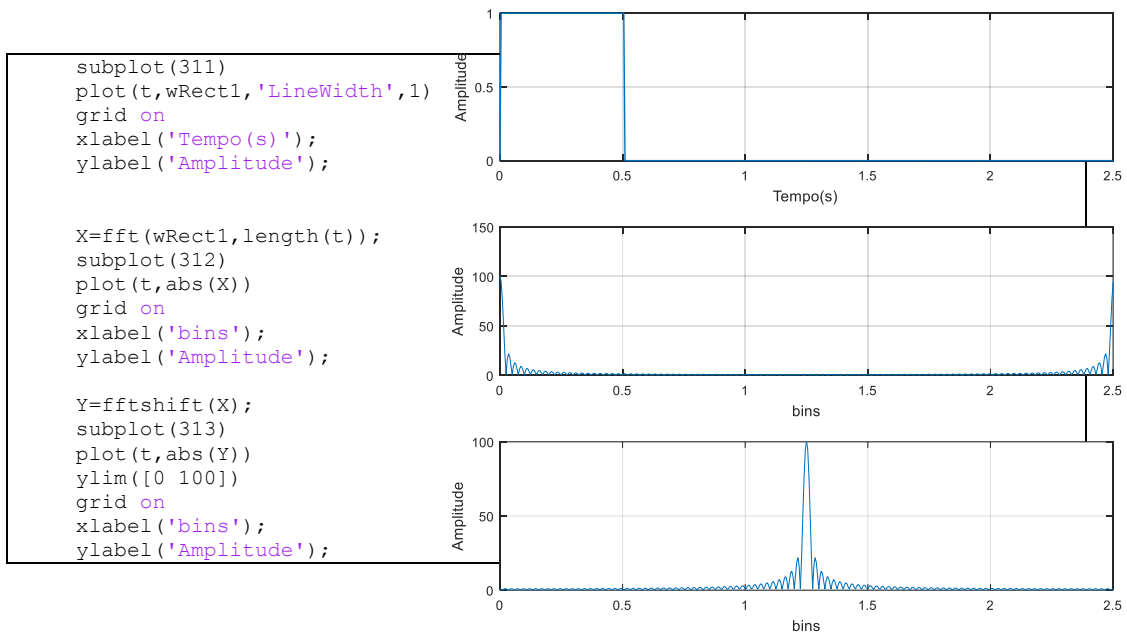 subplot(311)
plot(t,wRect1,'LineWidth',1)
grid on
xlabel('Tempo(s)');
ylabel('Amplitude');
X=fft(wRect1,length(t));
subplot(312)
plot(t,abs(X))
grid on
xlabel('bins');
ylabel('Amplitude');
Y=fftshift(X);
subplot(313)
plot(t,abs(Y))
ylim([0 100])
grid on
xlabel('bins');
ylabel('Amplitude');
1
0.5
0
Amplitude
0 0.5 1 1.5 2 2.5
Tempo(s)
150
100
50
0
Amplitude
0 0.5 1 1.5 2 2.5
bins
100
50
0
Amplitude
0 0.5 1 1.5 2 2.5
bins